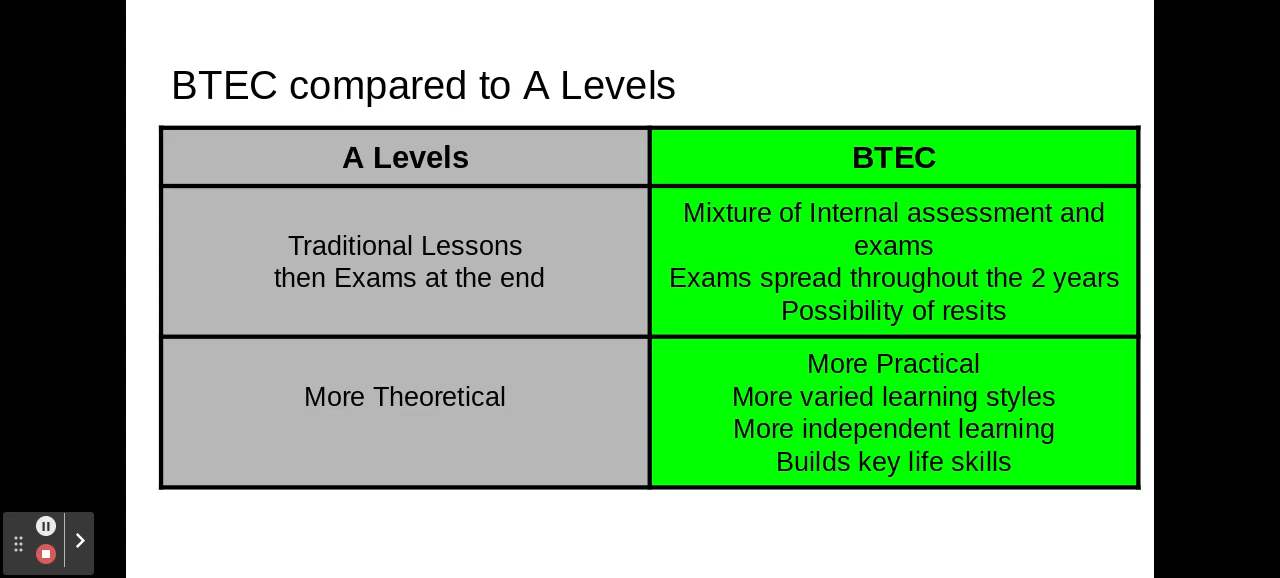 BTEC compared to A Levels
A Levels
BTEC
Traditional Lessons
then Exams at the end
Mixture of Internal assessment and
exams
Exams spread throughout the 2 years
Possibility of resits
More Theoretical
More Practical
More varied learning styles
More independent learning
Builds key life skills